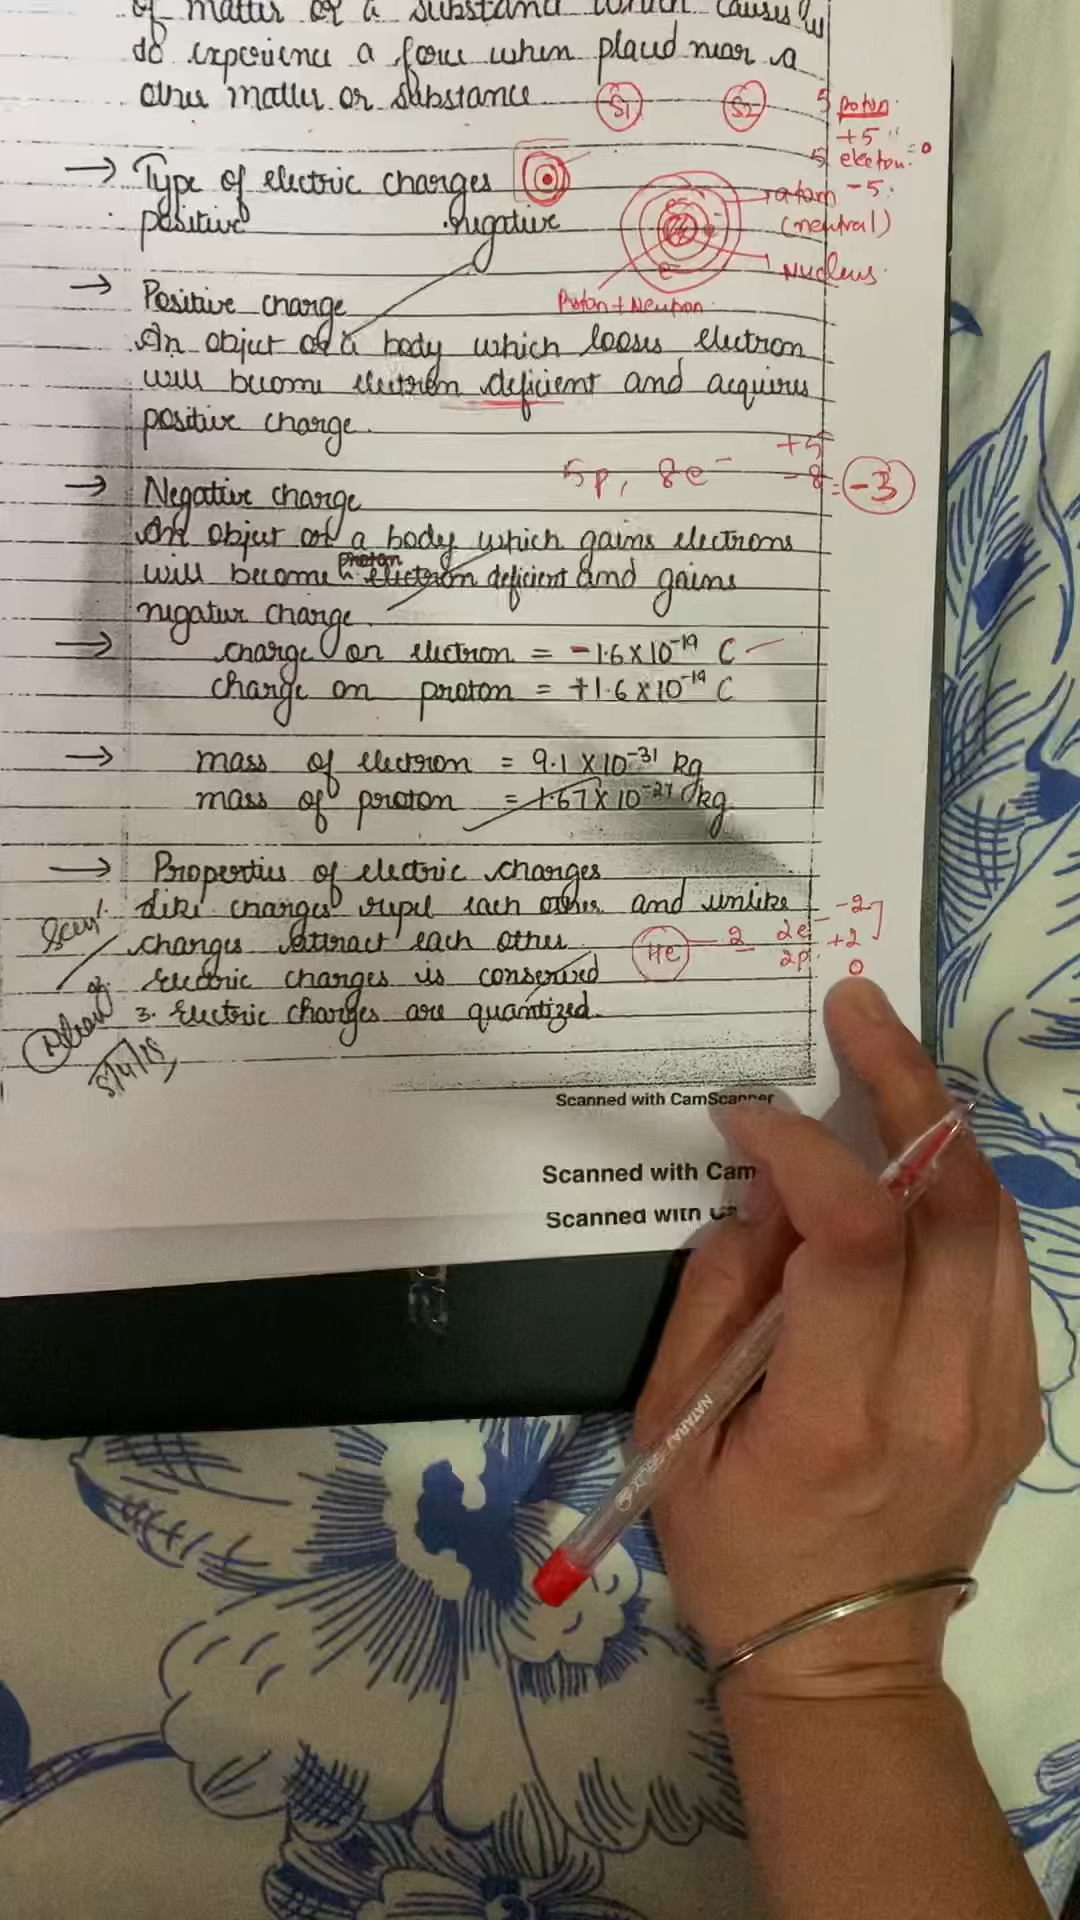 of matter or a substance which causes it
to experience a force when placed near a
other matter or substance
S1 S2
5 proton
+5
5 electon. = 0
-5
→ Type of electric charges
positive negative
atom
(neutral)
Nucleus.
e-
e-
Proton + Neutron
→ Positive charge
An object or a body which looses electron
will become electron deficient and acquires
positive charge.
5p, 8e-
+5
-8 = -3
→ Negative charge
An object or a body which gains electrons
will become proton electron deficient and gains
negative charge.
→ charge on electron = -1.6 x 10-19 C
charge on proton = +1.6 x 10-19 C
→ mass of electron = 9.1 x 10-31 kg
mass of proton = 1.67 x 10-27 kg
→ Properties of electric charges
Like charges repel each other and unlike
charges attract each other
He 2 2e- -2
2p +2
0
Electric charges is conserved
3. Electric charges are quantized.
Scanned with CamScanner
Scanned with Cam
Scanned with
NATARAJ